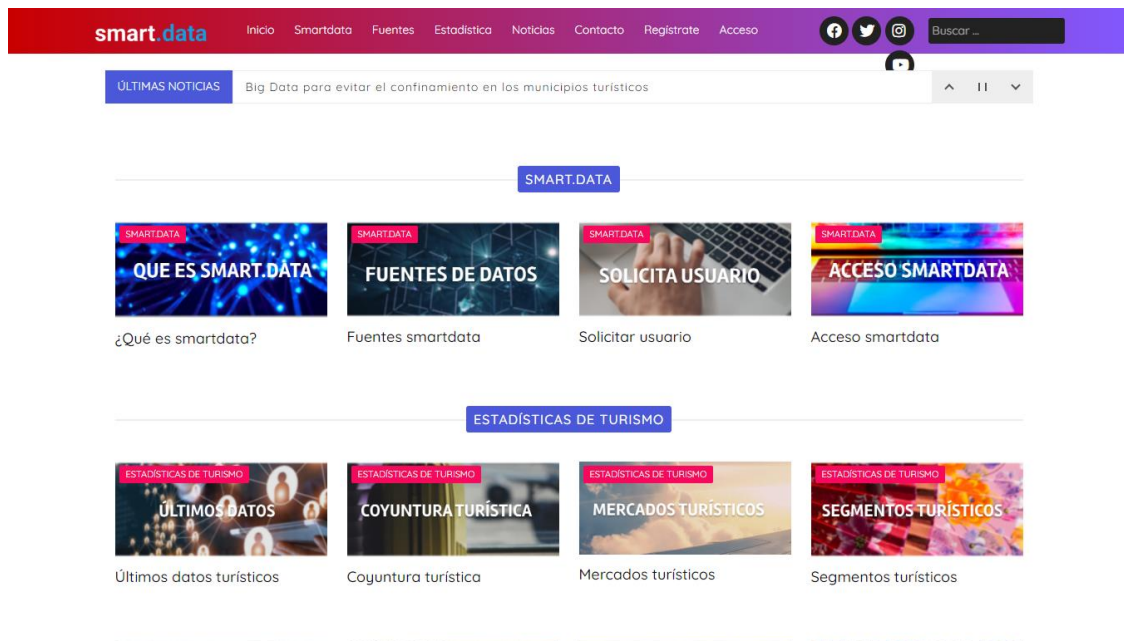 smart.data
Inicio Smartdata Fuentes Estadística Noticias Contacto Regístrate Acceso
Buscar ...
ÚLTIMAS NOTICIAS
Big Data para evitar el confinamiento en los municipios turísticos
SMART.DATA
SMART.DATA
QUE ES SMART.DATA
¿Qué es smartdata?
SMART.DATA
FUENTES DE DATOS
Fuentes smartdata
SMART.DATA
SOLICITA USUARIO
Solicitar usuario
SMART.DATA
ACCESO SMARTDATA
Acceso smartdata
ESTADÍSTICAS DE TURISMO
ESTADÍSTICAS DE TURISMO
ÚLTIMOS DATOS
Últimos datos turísticos
ESTADÍSTICAS DE TURISMO
COYUNTURA TURÍSTICA
Coyuntura turística
ESTADÍSTICAS DE TURISMO
MERCADOS TURÍSTICOS
Mercados turísticos
ESTADÍSTICAS DE TURISMO
SEGMENTOS TURÍSTICOS
Segmentos turísticos